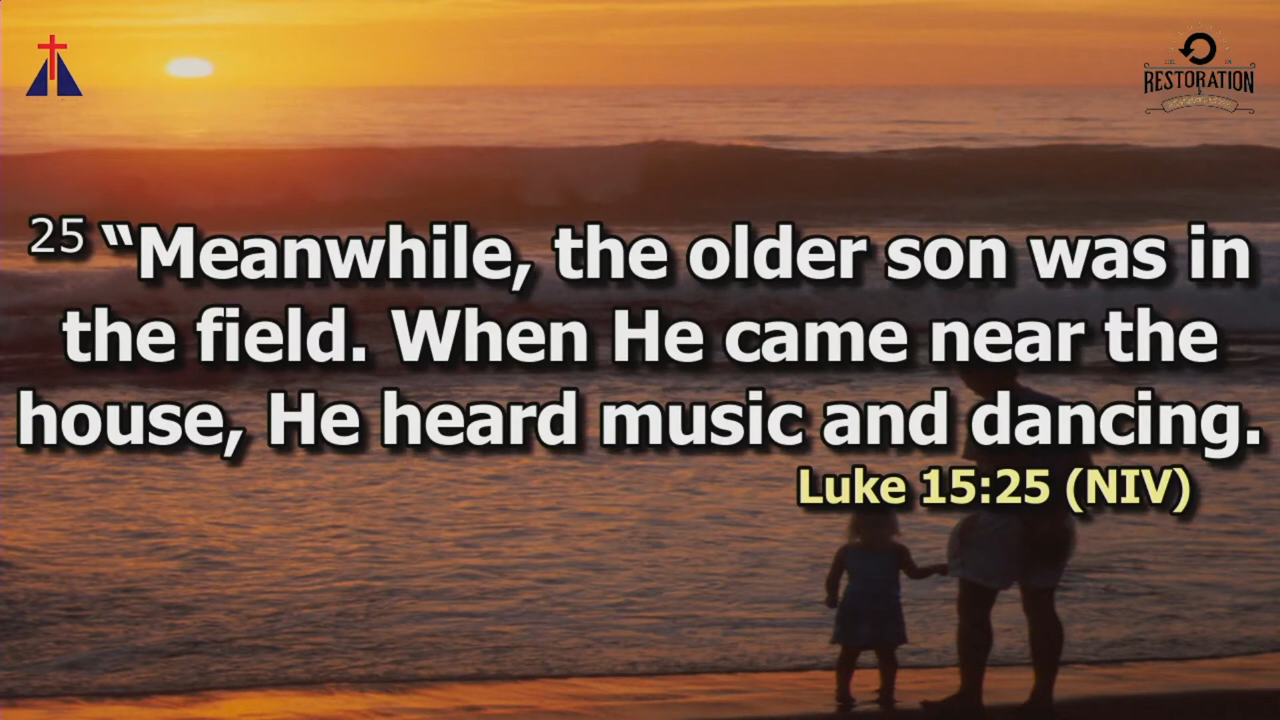 RESTORATION
25 “Meanwhile, the older son was in
the field. When He came near the
house, He heard music and dancing.
Luke 15:25 (NIV)